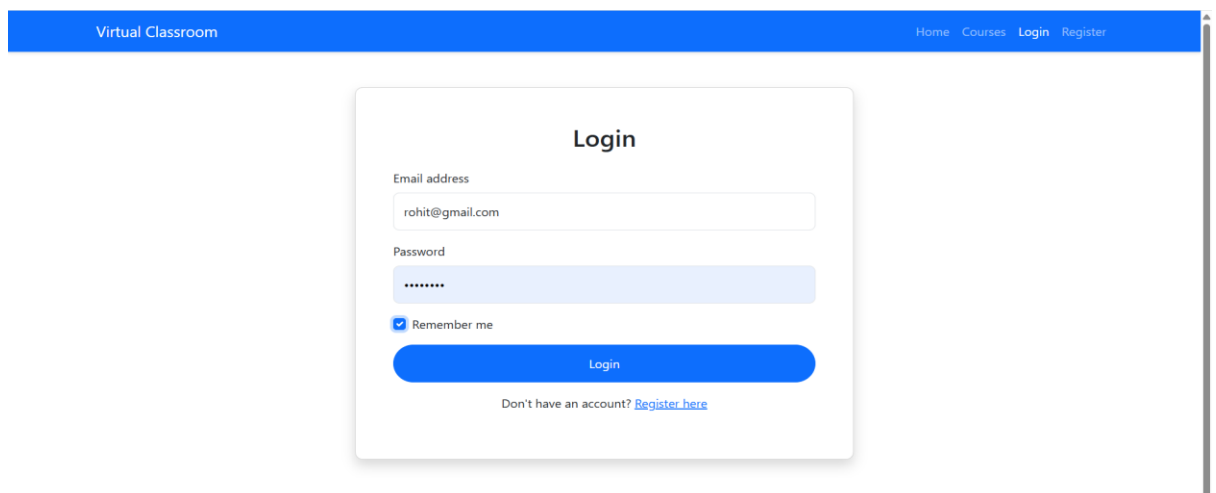 Virtual Classroom Home Courses Login Register
Login
Email address
rohit@gmail.com
Password
••••••••
Remember me
Login
Don't have an account? Register here